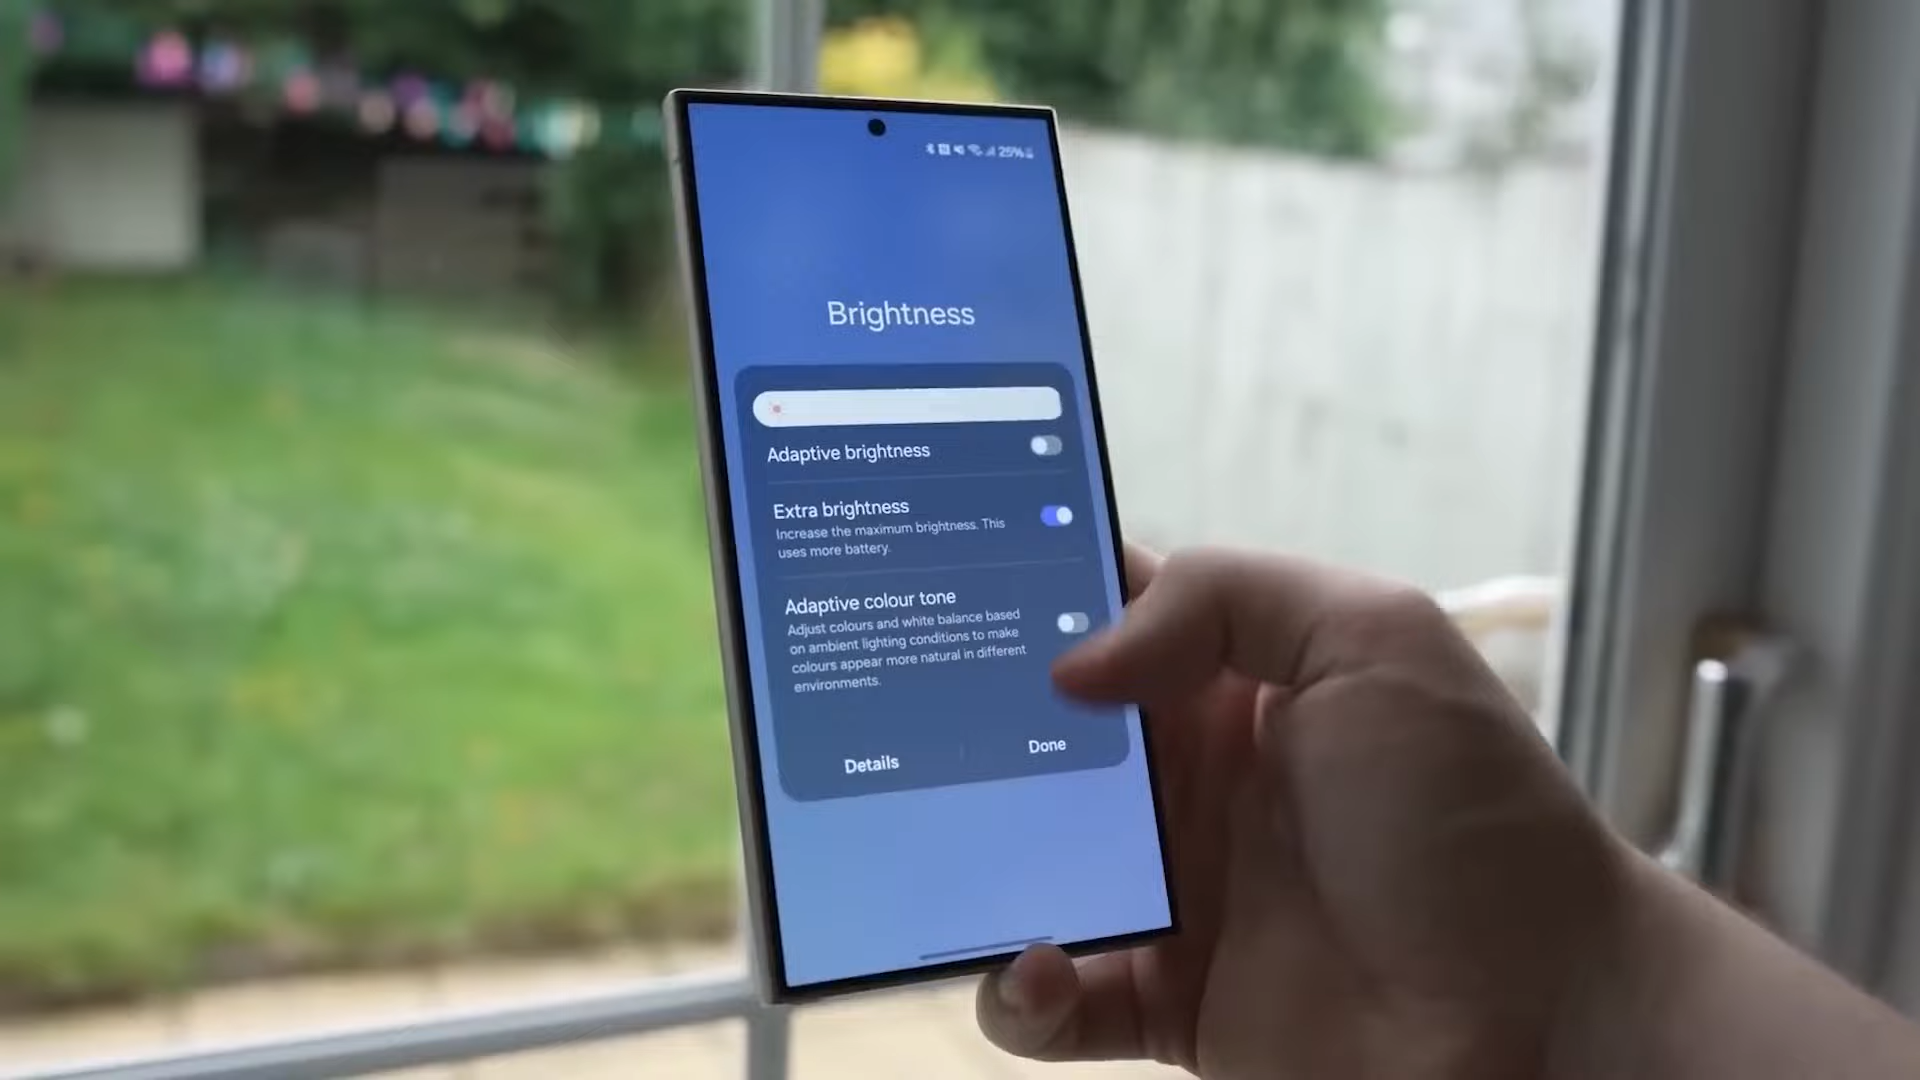 25%
Brightness
Adaptive brightness
Extra brightness
Increase the maximum brightness. This
uses more battery.
Adaptive colour tone
Adjust colours and white balance based
on ambient lighting conditions to make
colours appear more natural in different
environments.
Details
Done